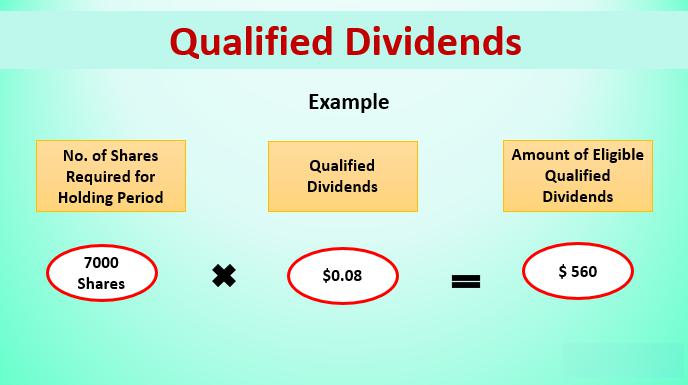 Qualified Dividends
Example
No. of Shares
Required for
Holding Period
Qualified
Dividends
Amount of Eligible
Qualified
Dividends
7000
Shares
✖
$0.08
=
$ 560